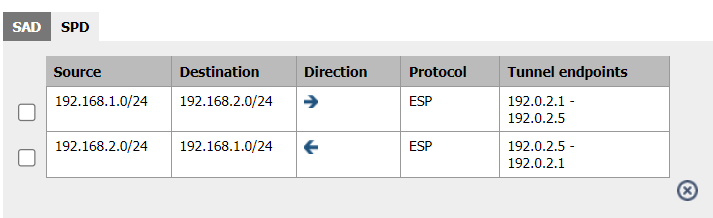 SAD SPD
Source Destination Direction Protocol Tunnel endpoints
192.168.1.0/24 192.168.2.0/24 ESP 192.0.2.1 -
192.0.2.5
192.168.2.0/24 192.168.1.0/24 ESP 192.0.2.5 -
192.0.2.1